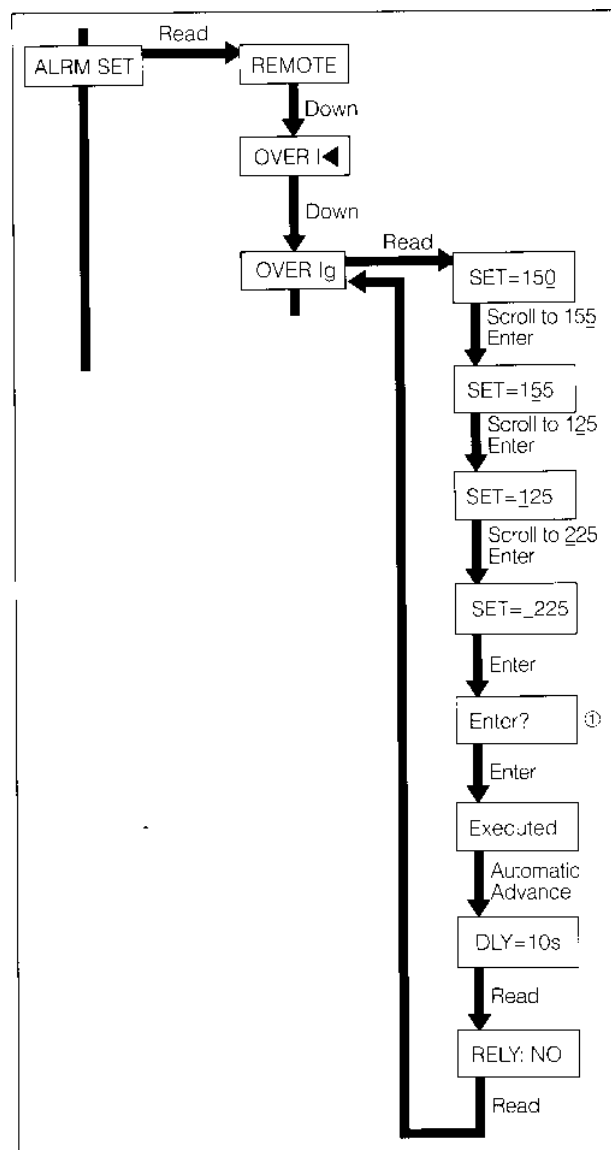 Read
ALRM SET
REMOTE
Down
OVER I◀
Down
OVER Ig
Read
SET=150
Scroll to 155
Enter
SET=155
Scroll to 125
Enter
SET=125
Scroll to 225
Enter
SET=_225
Enter
Enter?
①
Enter
Executed
Automatic
Advance
DLY=10s
Read
RELY: NO
Read